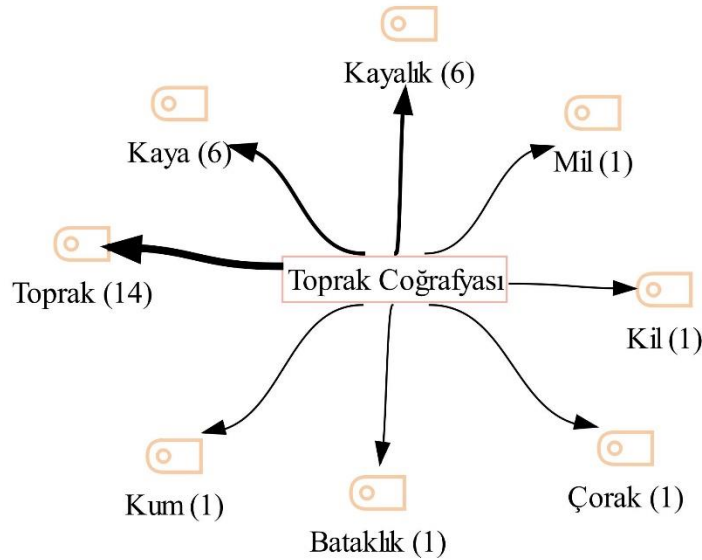 Kayalık (6)
Kaya (6)
Mil (1)
Toprak (14)
Toprak Coğrafyası
Kil (1)
Kum (1)
Bataklık (1)
Çorak (1)